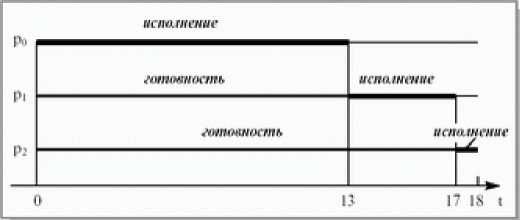 исполнение
p0
готовность исполнение
p1
готовность исполнение
p2
0 13 17 18 t